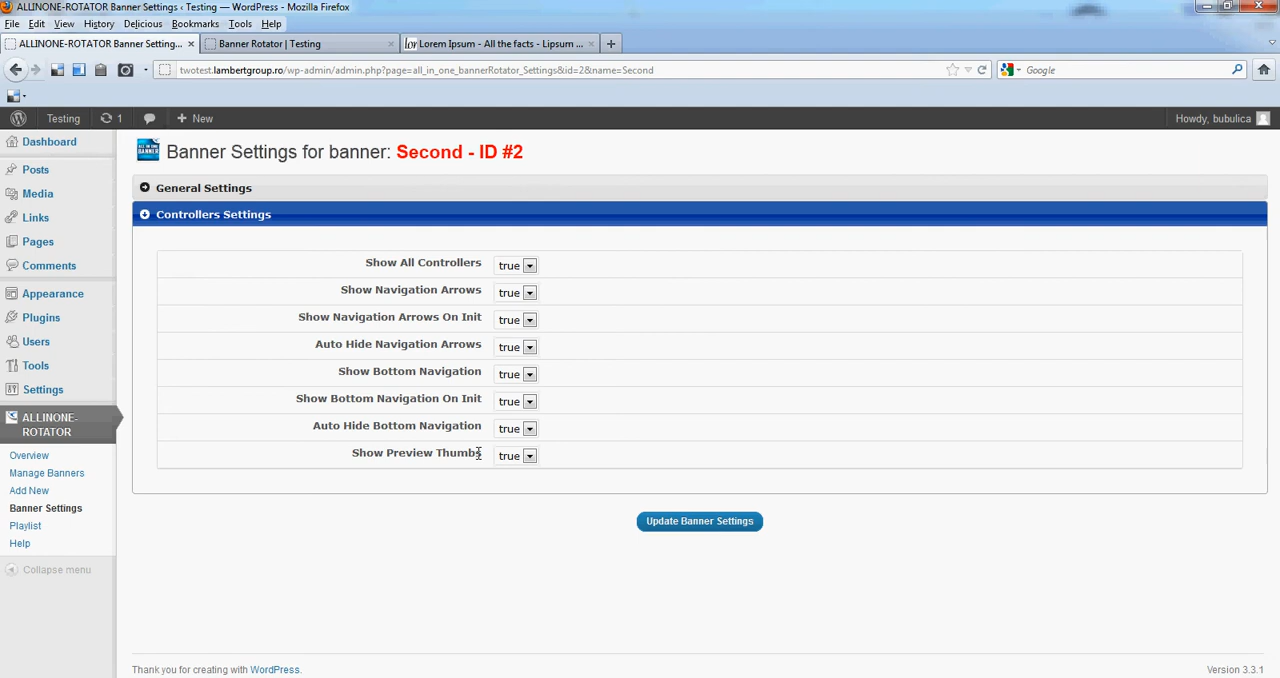 ALLINONE-ROTATOR Banner Settings ‹ Testing — WordPress - Mozilla Firefox
File Edit View History Delicious Bookmarks Tools Help
ALLINONE-ROTATOR Banner Setting... × Banner Rotator | Testing × lor Lorem Ipsum - All the facts - Lipsum ... × +
twotest.lambertgroup.ro/wp-admin/admin.php?page=all_in_one_bannerRotator_Settings&id=2&name=Second Google
Testing 1 + New Howdy, bubulica
Dashboard
Posts
Media
Links
Pages
Comments
Appearance
Plugins
Users
Tools
Settings
ALLINONE-
ROTATOR
Overview
Manage Banners
Add New
Banner Settings
Playlist
Help
Collapse menu
ALL IN ONE
BANNER
Banner Settings for banner: Second - ID #2
General Settings
Controllers Settings
Show All Controllers true
Show Navigation Arrows true
Show Navigation Arrows On Init true
Auto Hide Navigation Arrows true
Show Bottom Navigation true
Show Bottom Navigation On Init true
Auto Hide Bottom Navigation true
Show Preview Thumbs true
Update Banner Settings
Thank you for creating with WordPress. Version 3.3.1